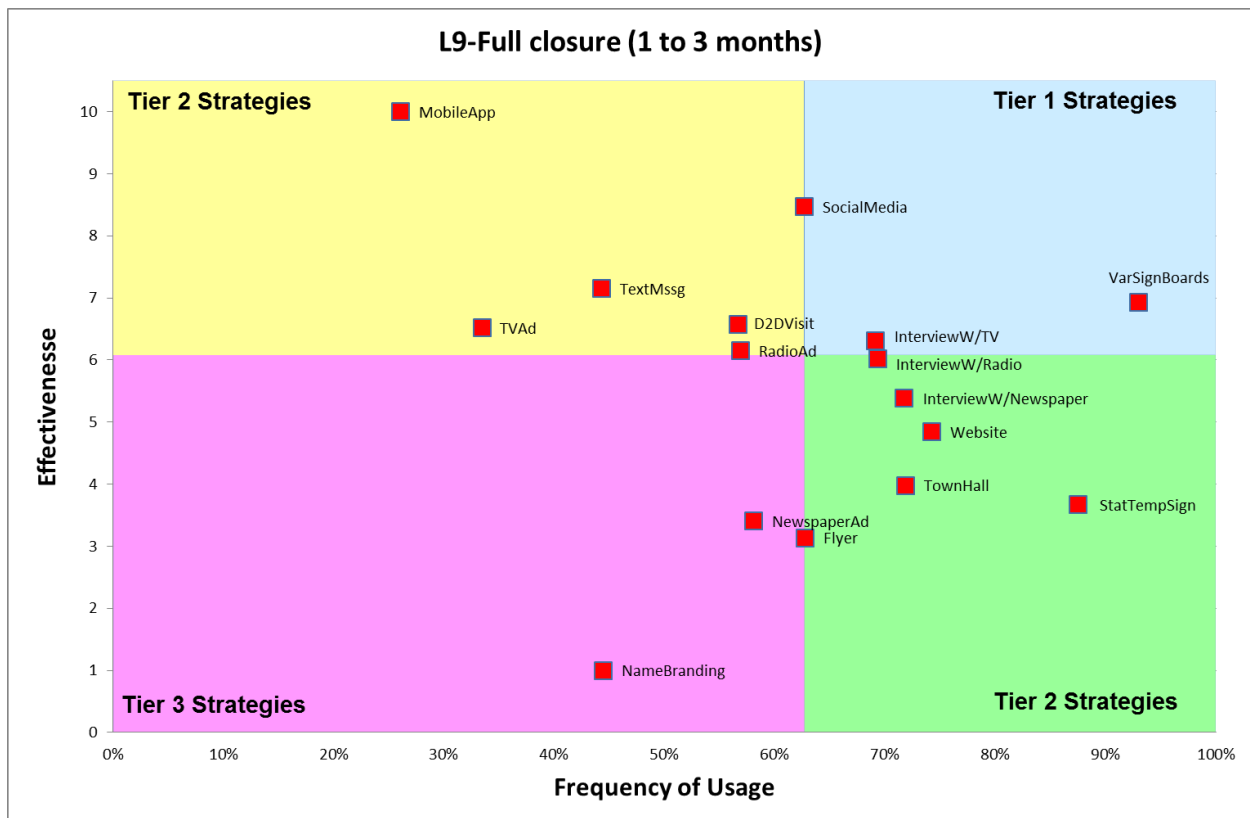 L9-Full closure (1 to 3 months)
Tier 2 Strategies
Tier 1 Strategies
MobileApp
SocialMedia
VarSignBoards
TextMssg
D2DVisit
TVAd
InterviewW/TV
RadioAd
InterviewW/Radio
InterviewW/Newspaper
Website
TownHall
StatTempSign
NewspaperAd
Flyer
NameBranding
Tier 3 Strategies
Tier 2 Strategies
10
9
8
7
6
5
4
3
2
1
0
Effectivenesse
0% 10% 20% 30% 40% 50% 60% 70% 80% 90% 100%
Frequency of Usage